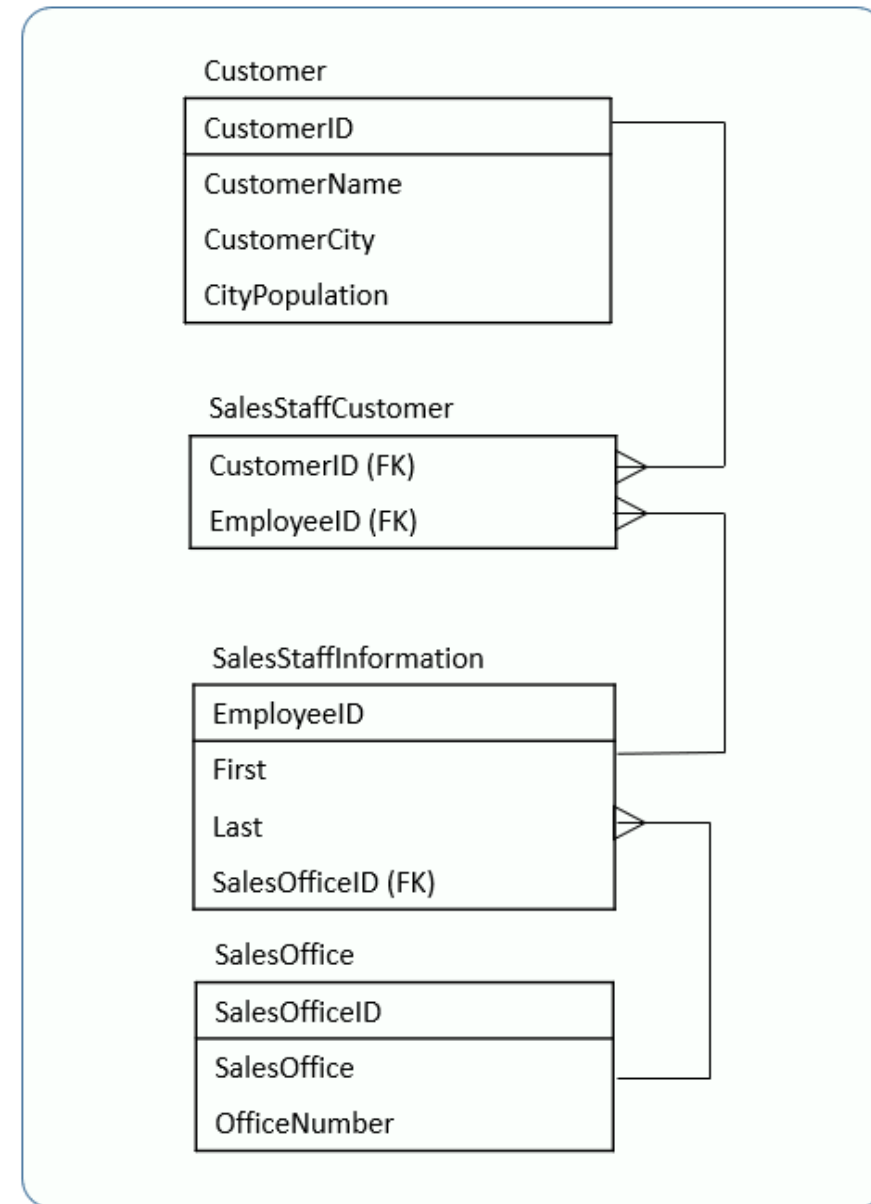 Customer
CustomerID
CustomerName
CustomerCity
CityPopulation
SalesStaffCustomer
CustomerID (FK)
EmployeeID (FK)
SalesStaffInformation
EmployeeID
First
Last
SalesOfficeID (FK)
SalesOffice
SalesOfficeID
SalesOffice
OfficeNumber